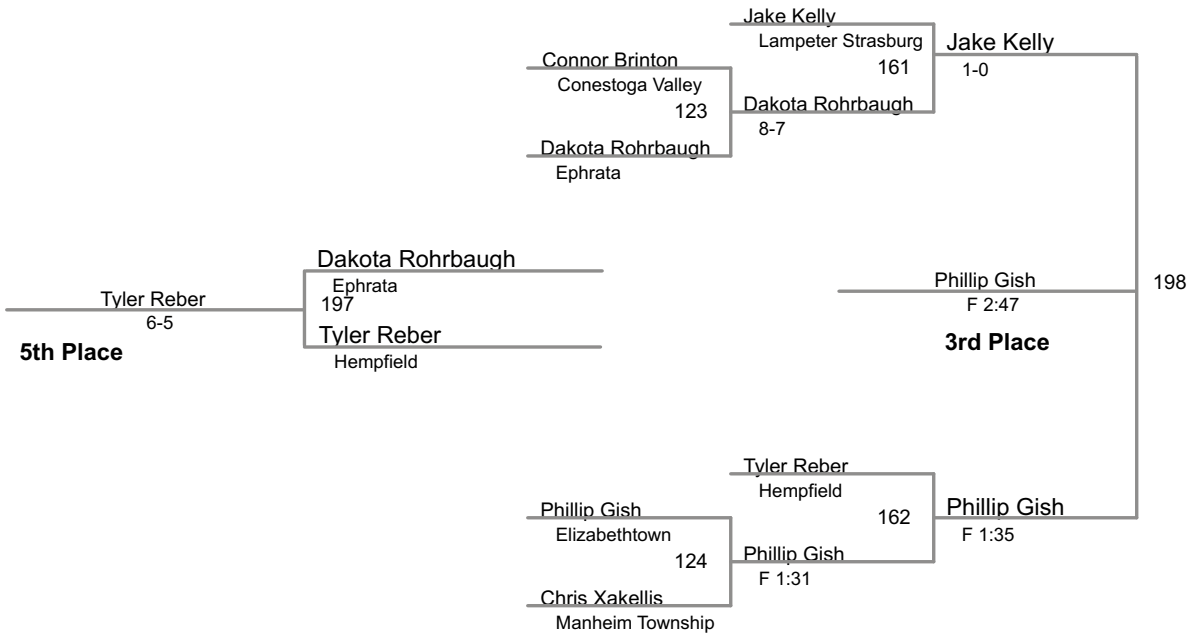 Jake Kelly
Lampeter Strasburg
Jake Kelly
Connor Brinton
161
1-0
Conestoga Valley
123
Dakota Rohrbaugh
8-7
Dakota Rohrbaugh
Ephrata
Dakota Rohrbaugh
Ephrata
Tyler Reber
197
6-5
Tyler Reber
5th Place
Hempfield
Phillip Gish
198
F 2:47
3rd Place
Tyler Reber
Hempfield
Phillip Gish
162
Phillip Gish
Elizabethtown
F 1:35
124
Phillip Gish
F 1:31
Chris Xakellis
Manheim Township